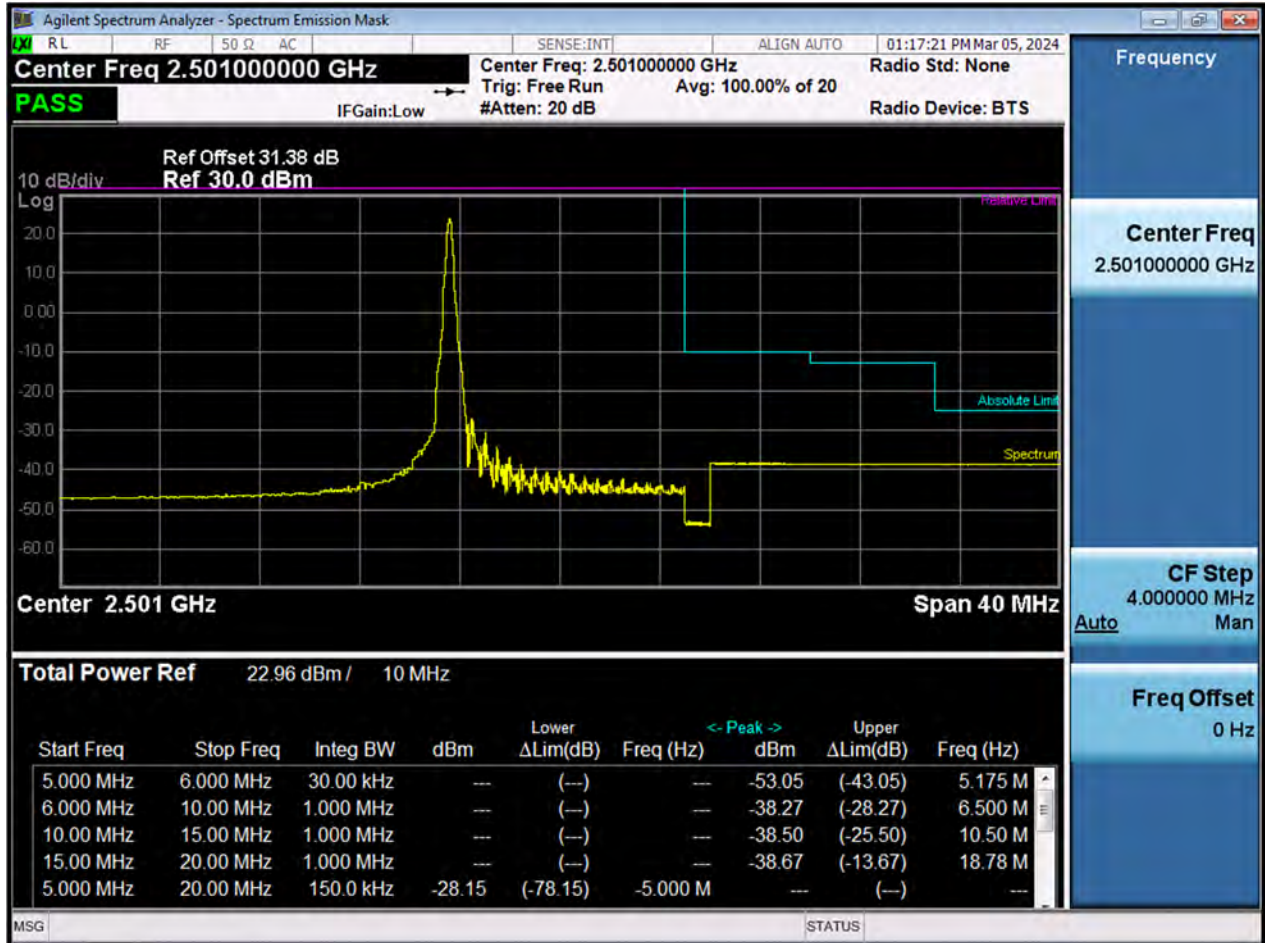 Agilent Spectrum Analyzer - Spectrum Emission Mask
LXI RL RF 50 Ω AC SENSE:INT ALIGN AUTO 01:17:21 PM Mar 05, 2024
Center Freq 2.501000000 GHz
Center Freq: 2.501000000 GHz
Radio Std: None
Trig: Free Run Avg: 100.00% of 20
PASS
IFGain:Low
#Atten: 20 dB
Radio Device: BTS
Ref Offset 31.38 dB
10 dB/div Ref 30.0 dBm
Log
Relative Limit
20.0
10.0
0.00
-10.0
-20.0
Absolute Limit
-30.0
Spectrum
-40.0
-50.0
-60.0
Center 2.501 GHz Span 40 MHz
Total Power Ref 22.96 dBm / 10 MHz
Lower <- Peak -> Upper
Start Freq Stop Freq Integ BW dBm ΔLim(dB) Freq (Hz) dBm ΔLim(dB) Freq (Hz)
5.000 MHz 6.000 MHz 30.00 kHz --- (---) --- -53.05 (-43.05) 5.175 M
6.000 MHz 10.00 MHz 1.000 MHz --- (---) --- -38.27 (-28.27) 6.500 M
10.00 MHz 15.00 MHz 1.000 MHz --- (---) --- -38.50 (-25.50) 10.50 M
15.00 MHz 20.00 MHz 1.000 MHz --- (---) --- -38.67 (-13.67) 18.78 M
5.000 MHz 20.00 MHz 150.0 kHz -28.15 (-78.15) -5.000 M --- (---) ---
MSG STATUS
Frequency
Center Freq
2.501000000 GHz
CF Step
4.000000 MHz
Auto Man
Freq Offset
0 Hz